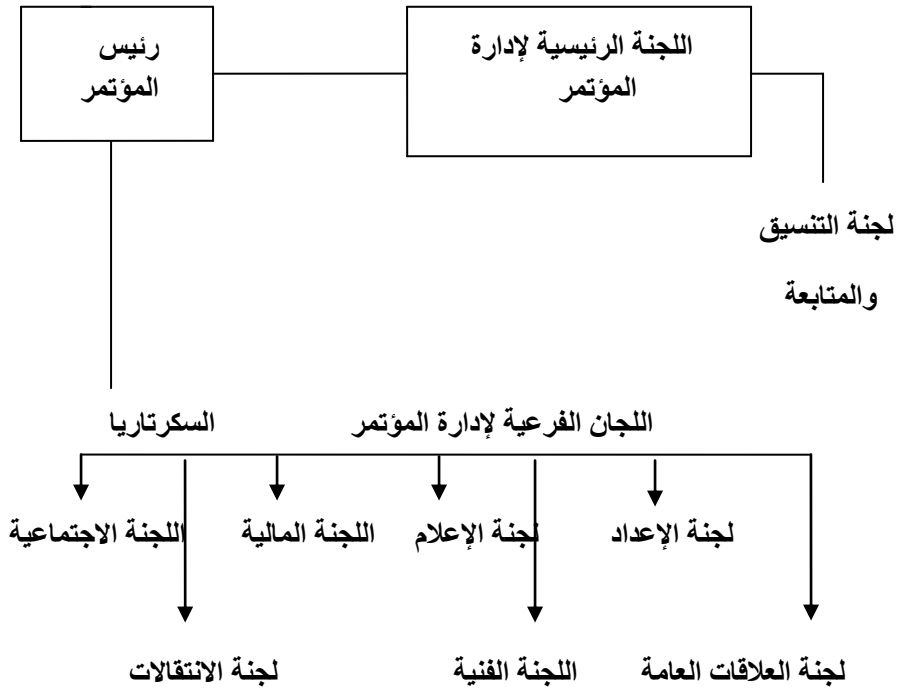 رئيس
المؤتمر
اللجنة الرئيسية لإدارة
المؤتمر
لجنة التنسيق
والمتابعة
اللجان الفرعية لإدارة المؤتمر
السكرتاريا
لجنة الإعداد
لجنة الإعلام
اللجنة المالية
اللجنة الاجتماعية
لجنة العلاقات العامة
اللجنة الفنية
لجنة الانتقالات